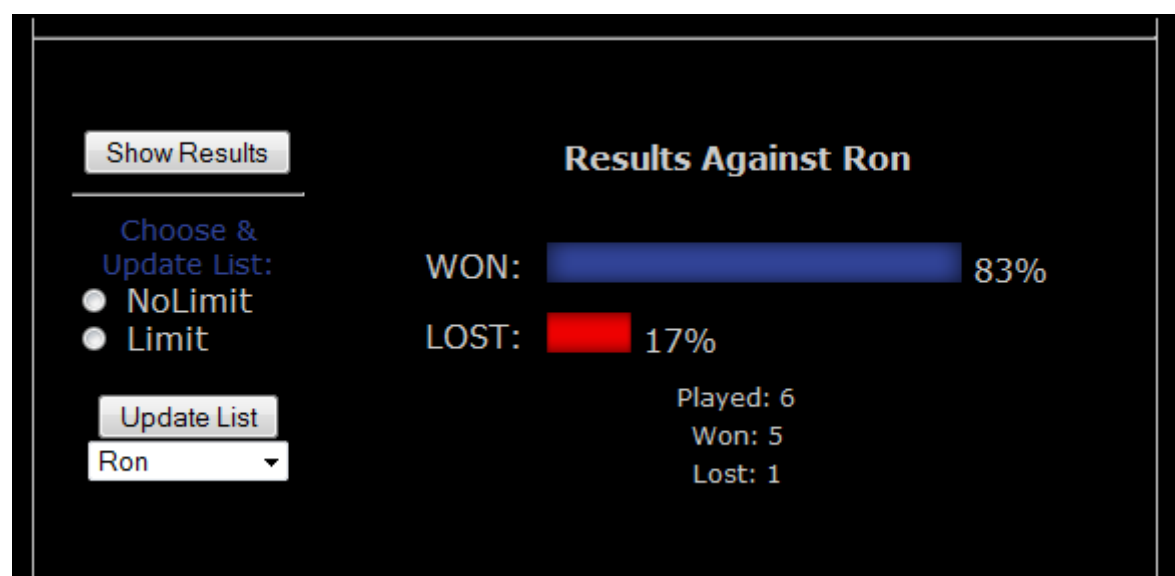 Show Results
Choose &
Update List:
NoLimit
Limit
Update List
Ron
Results Against Ron
WON: 83%
LOST: 17%
Played: 6
Won: 5
Lost: 1